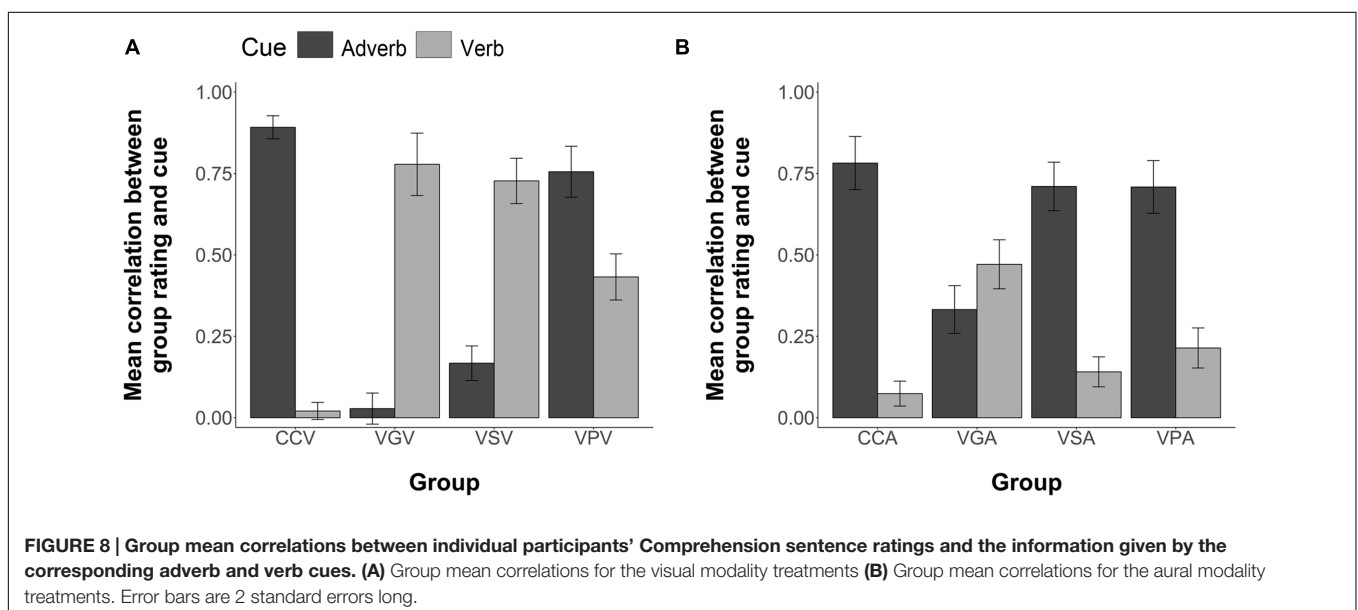 A
Cue Adverb Verb
Mean correlation between
group rating and cue
1.00
0.75
0.50
0.25
0.00
CCV VGV VSV VPV
Group
B
Mean correlation between
group rating and cue
1.00
0.75
0.50
0.25
0.00
CCA VGA VSA VPA
Group
FIGURE 8 | Group mean correlations between individual participants’ Comprehension sentence ratings and the information given by the
corresponding adverb and verb cues. (A) Group mean correlations for the visual modality treatments (B) Group mean correlations for the aural modality
treatments. Error bars are 2 standard errors long.